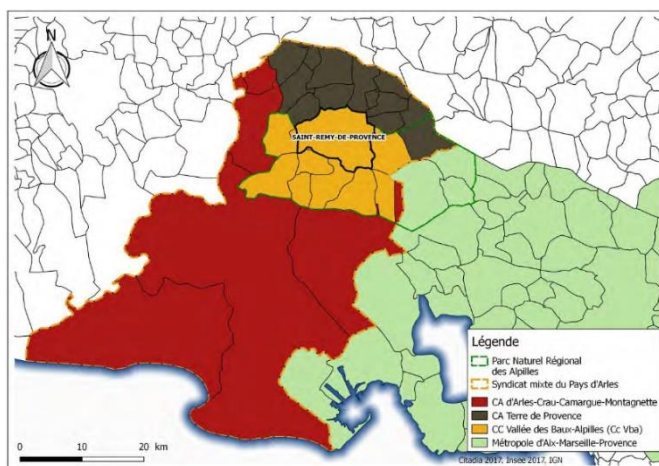 N
SAINT-REMY-DE-PROVENCE
Légende
Parc Naturel Régional
des Alpilles
Syndicat mixte du Pays d'Arles
CA d'Arles-Crau-Camargue-Montagnette
CA Terre de Provence
CC Vallée des Baux-Alpilles (Cc Vba)
Métropole d'Aix-Marseille-Provence
0 10 20 km
Citadia 2017, Insee 2017, IGN